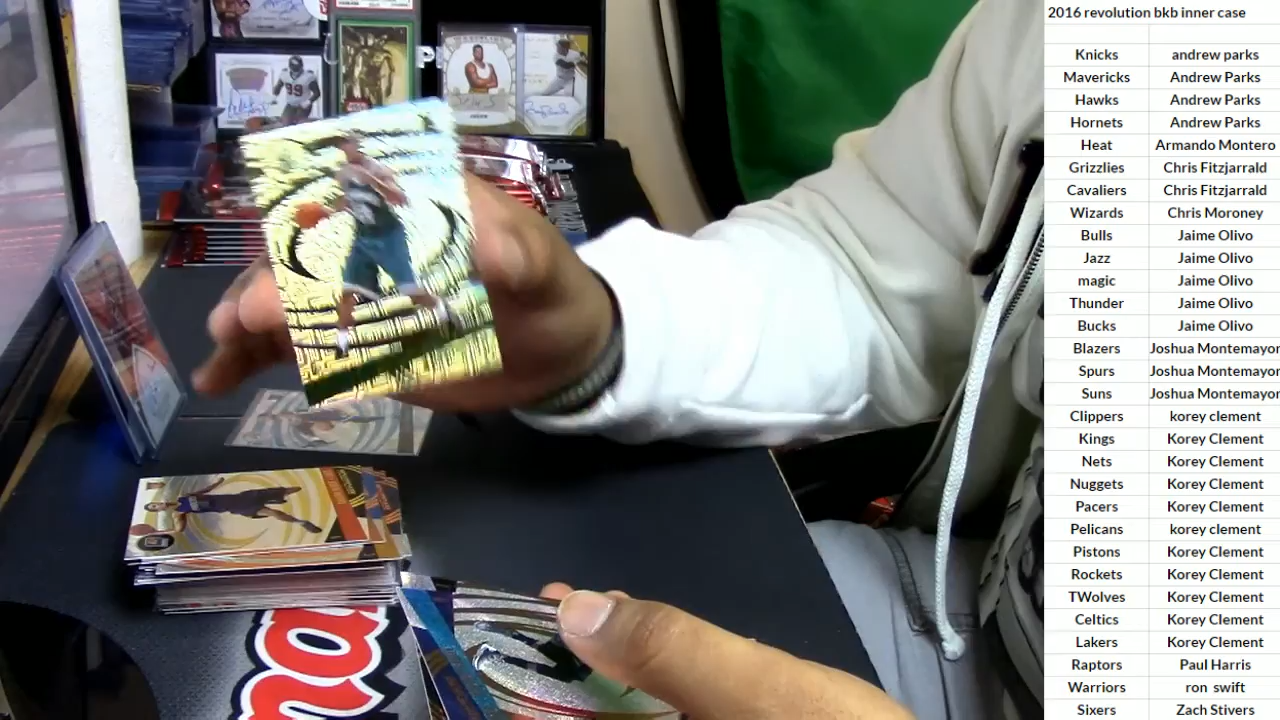 2016 revolution bkb inner case
Knicks andrew parks
Mavericks Andrew Parks
Hawks Andrew Parks
Hornets Andrew Parks
Heat Armando Montero
Grizzlies Chris Fitzjarrald
Cavaliers Chris Fitzjarrald
Wizards Chris Moroney
Bulls Jaime Olivo
Jazz Jaime Olivo
magic Jaime Olivo
Thunder Jaime Olivo
Bucks Jaime Olivo
Blazers Joshua Montemayor
Spurs Joshua Montemayor
Suns Joshua Montemayor
Clippers korey clement
Kings Korey Clement
Nets Korey Clement
Nuggets Korey Clement
Pacers Korey Clement
Pelicans korey clement
Pistons Korey Clement
Rockets Korey Clement
TWolves Korey Clement
Celtics Korey Clement
Lakers Korey Clement
Raptors Paul Harris
Warriors ron swift
Sixers Zach Stivers
99